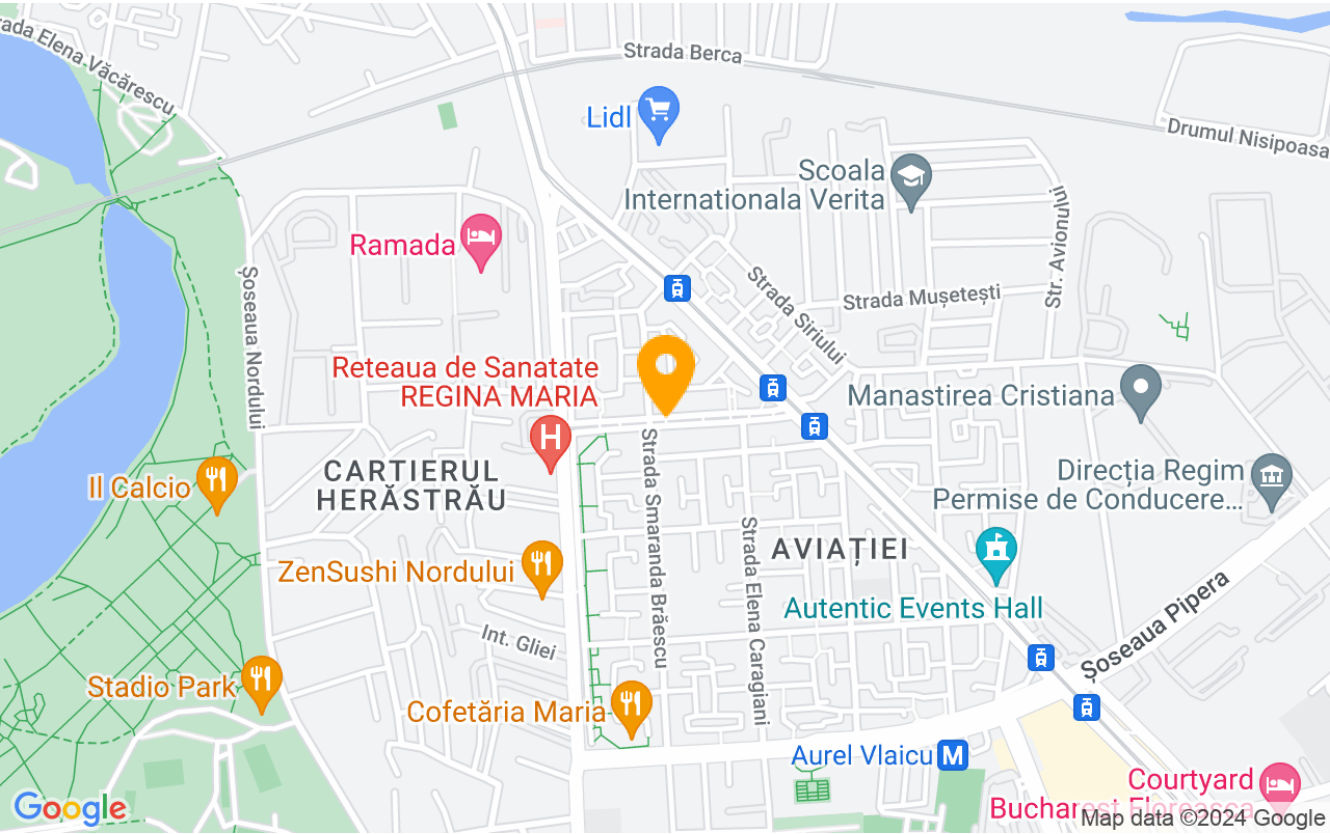 Strada Elena Văcărescu
Strada Berca
Lidl
Drumul Nisipoasa
Scoala
Internationala Verita
Str. Avionului
Ramada
Șoseaua Nordului
Strada Siriului
Strada Mușetești
Reteaua de Sanatate
REGINA MARIA
H
Manastirea Cristiana
CARTIERUL
HERĂSTRĂU
Il Calcio
Direcția Regim
Permise de Conducere...
Strada Smaranda Brăescu
Strada Elena Caragiani
AVIAȚIEI
ZenSushi Nordului
Autentic Events Hall
Șoseaua Pipera
Int. Gliei
Stadio Park
Cofetăria Maria
Aurel Vlaicu M
Courtyard
Bucharest Floreasca
Google
Map data ©2024 Google